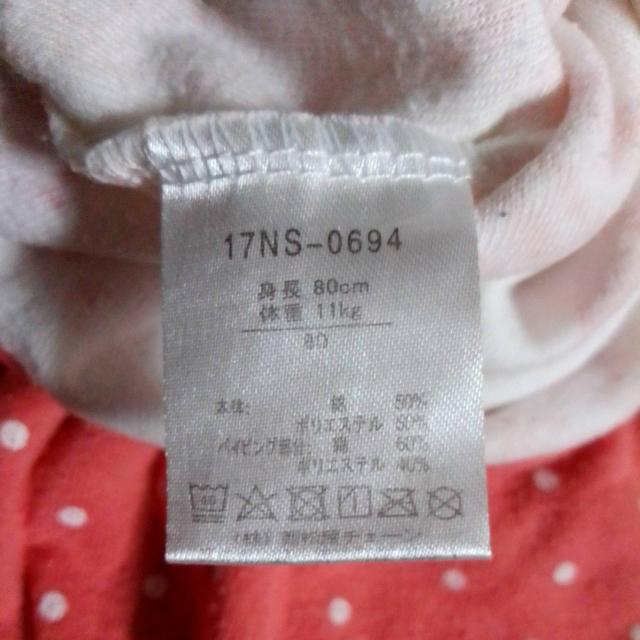 17NS-0694
身長 80cm
体重 11kg
80
本体: 綿 50%
ポリエステル 50%
パイピング部分: 綿 60%
ポリエステル 40%
(株)西松屋チェーン